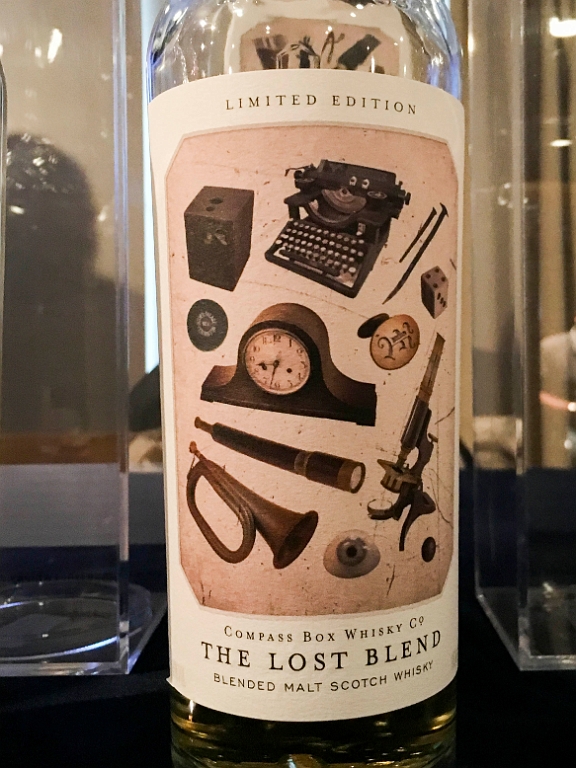 LIMITED EDITION
COMPASS BOX WHISKY Cº
THE LOST BLEND
BLENDED MALT SCOTCH WHISKY